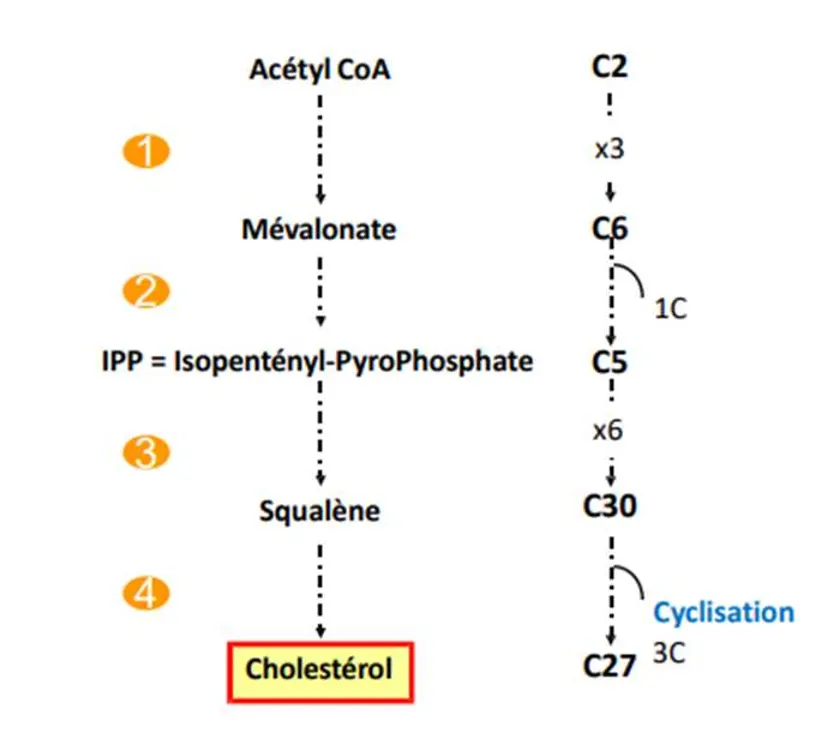 Acétyl CoA C2
1 x3
Mévalonate C6
2 1C
IPP = Isopentényl-PyroPhosphate C5
3 x6
Squalène C30
4 Cyclisation
Cholestérol C27 3C